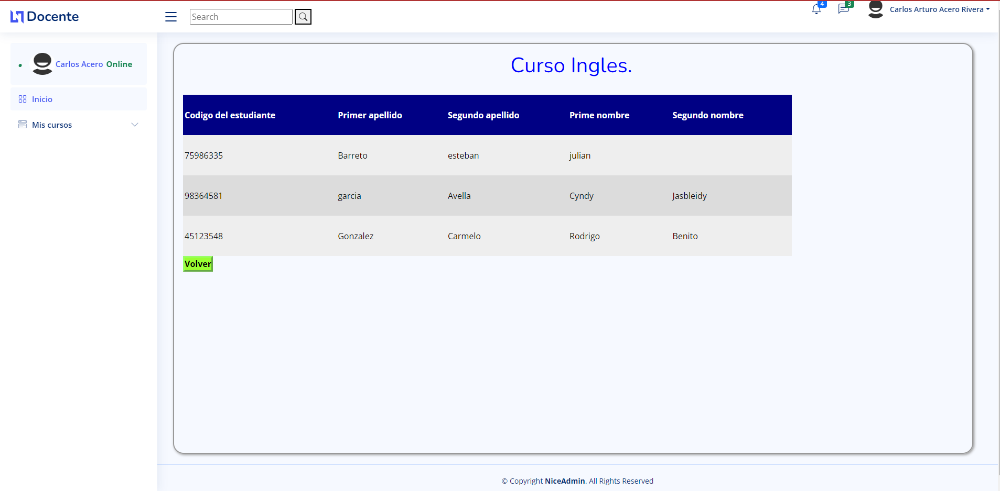 Docente
Search
4
3
Carlos Arturo Acero Rivera
Carlos Acero Online
Inicio
Mis cursos
Curso Ingles.
Codigo del estudiante Primer apellido Segundo apellido Prime nombre Segundo nombre
75986335 Barreto esteban julian
98364581 garcia Avella Cyndy Jasbleidy
45123548 Gonzalez Carmelo Rodrigo Benito
Volver
© Copyright NiceAdmin. All Rights Reserved